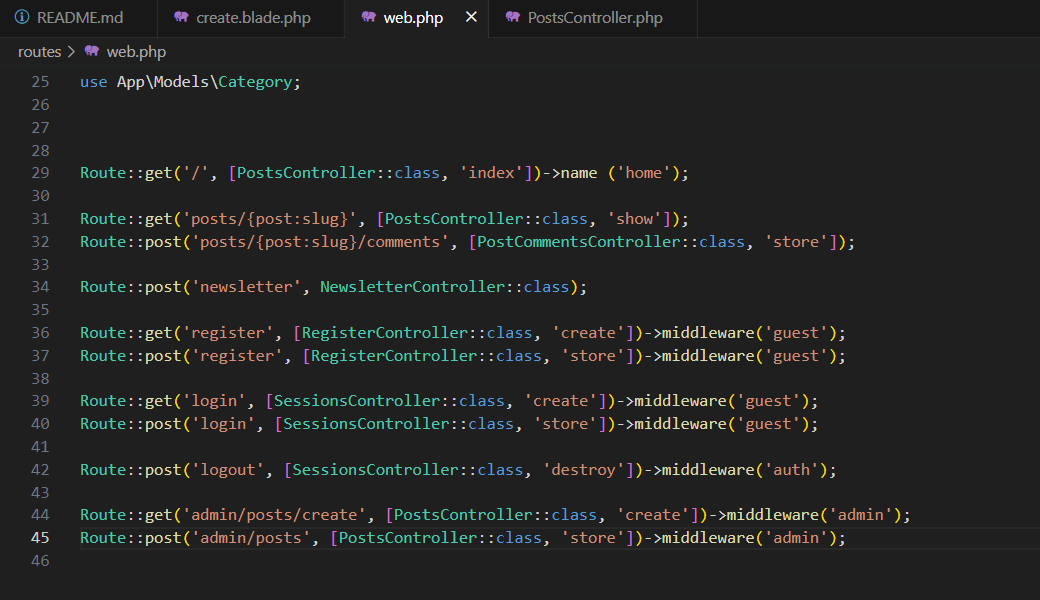 README.md create.blade.php web.php × PostsController.php
routes > web.php
25 use App\Models\Category;
26
27
28
29 Route::get('/', [PostsController::class, 'index'])->name ('home');
30
31 Route::get('posts/{post:slug}', [PostsController::class, 'show']);
32 Route::post('posts/{post:slug}/comments', [PostCommentsController::class, 'store']);
33
34 Route::post('newsletter', NewsletterController::class);
35
36 Route::get('register', [RegisterController::class, 'create'])->middleware('guest');
37 Route::post('register', [RegisterController::class, 'store'])->middleware('guest');
38
39 Route::get('login', [SessionsController::class, 'create'])->middleware('guest');
40 Route::post('login', [SessionsController::class, 'store'])->middleware('guest');
41
42 Route::post('logout', [SessionsController::class, 'destroy'])->middleware('auth');
43
44 Route::get('admin/posts/create', [PostsController::class, 'create'])->middleware('admin');
45 Route::post('admin/posts', [PostsController::class, 'store'])->middleware('admin');
46